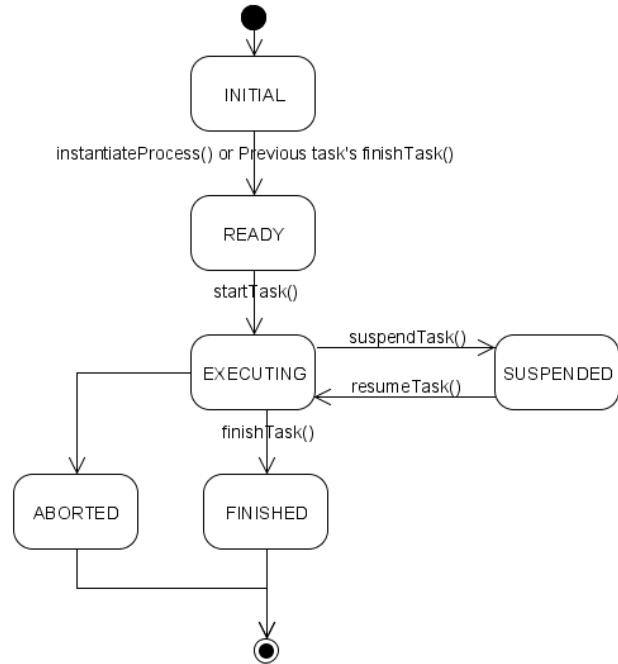 INITIAL
instantiateProcess() or Previous task's finishTask()
READY
startTask()
suspendTask()
EXECUTING
SUSPENDED
resumeTask()
finishTask()
ABORTED
FINISHED